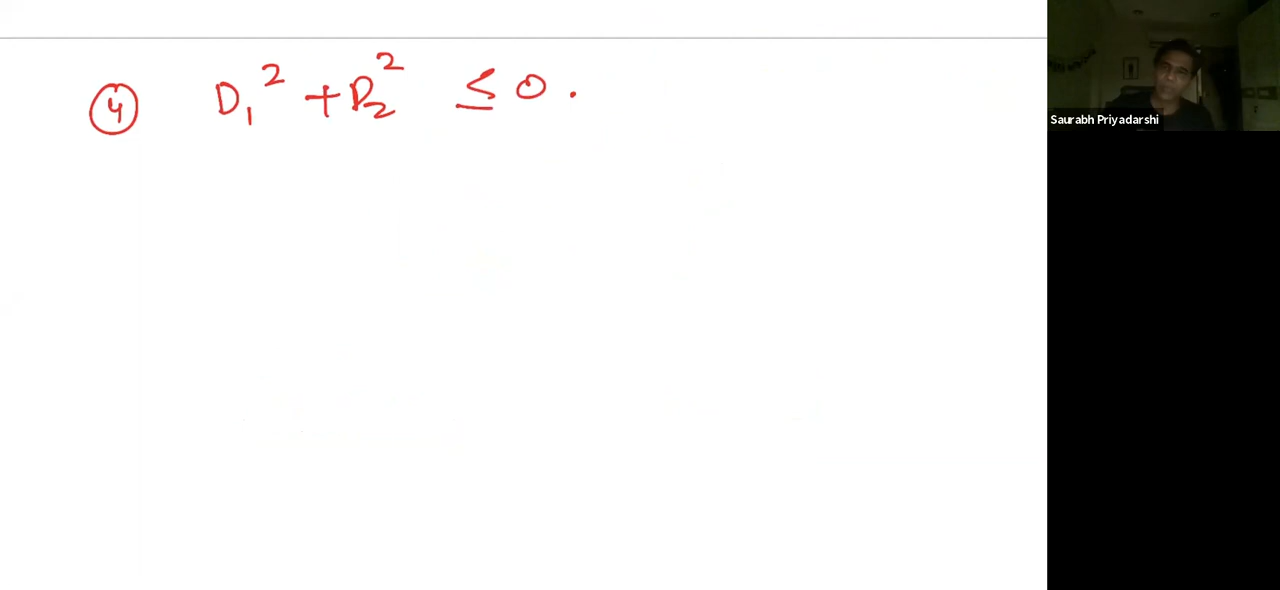 ④ D₁² + D₂² ≤ 0.
Saurabh Priyadarshi